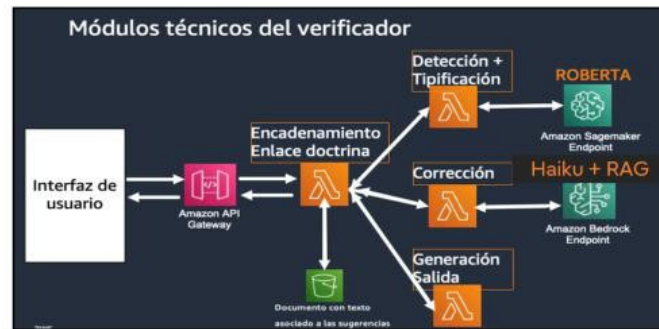 Módulos técnicos del verificador
Detección +
Tipificación
ROBERTA
Amazon Sagemaker
Endpoint
Encadenamiento
Enlace doctrina
Interfaz de
usuario
Amazon API
Gateway
Corrección
Haiku + RAG
Amazon Bedrock
Endpoint
Generación
Salida
Documento con texto
asociado a las sugerencias